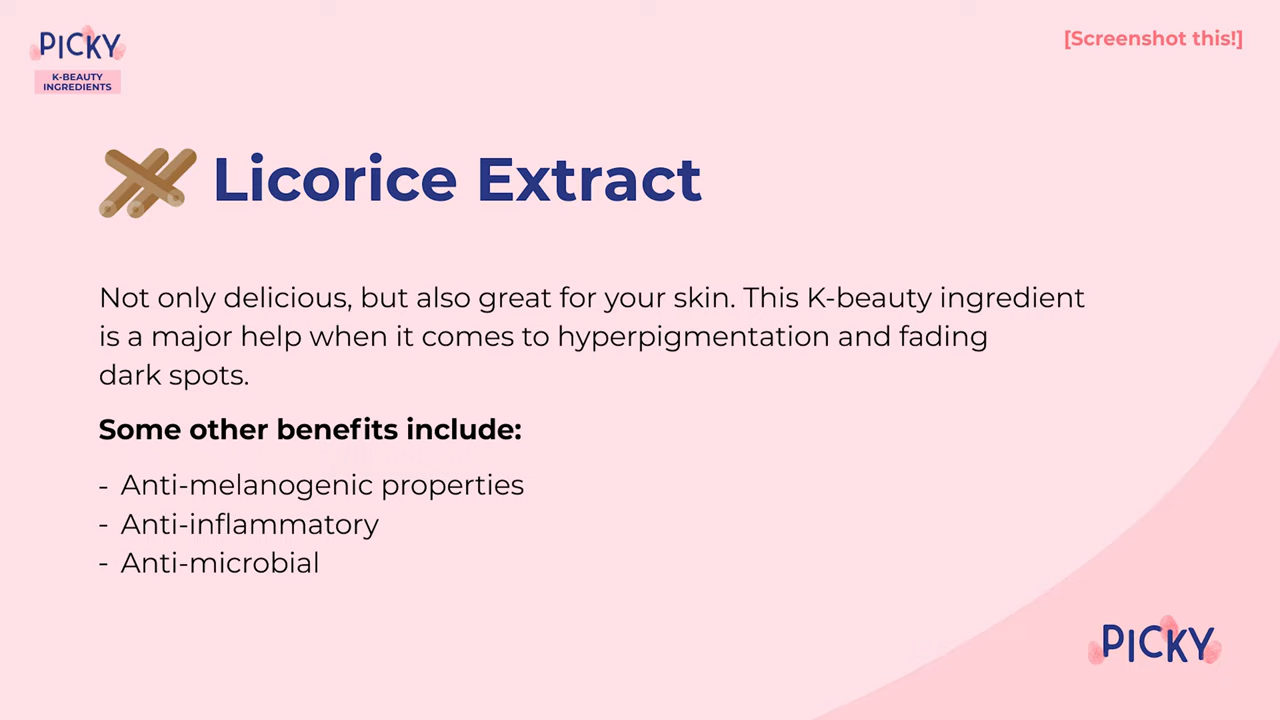 PICKY
K-BEAUTY
INGREDIENTS
[Screenshot this!]
Licorice Extract
Not only delicious, but also great for your skin. This K-beauty ingredient
is a major help when it comes to hyperpigmentation and fading
dark spots.
Some other benefits include:
- Anti-melanogenic properties
- Anti-inflammatory
- Anti-microbial
PICKY